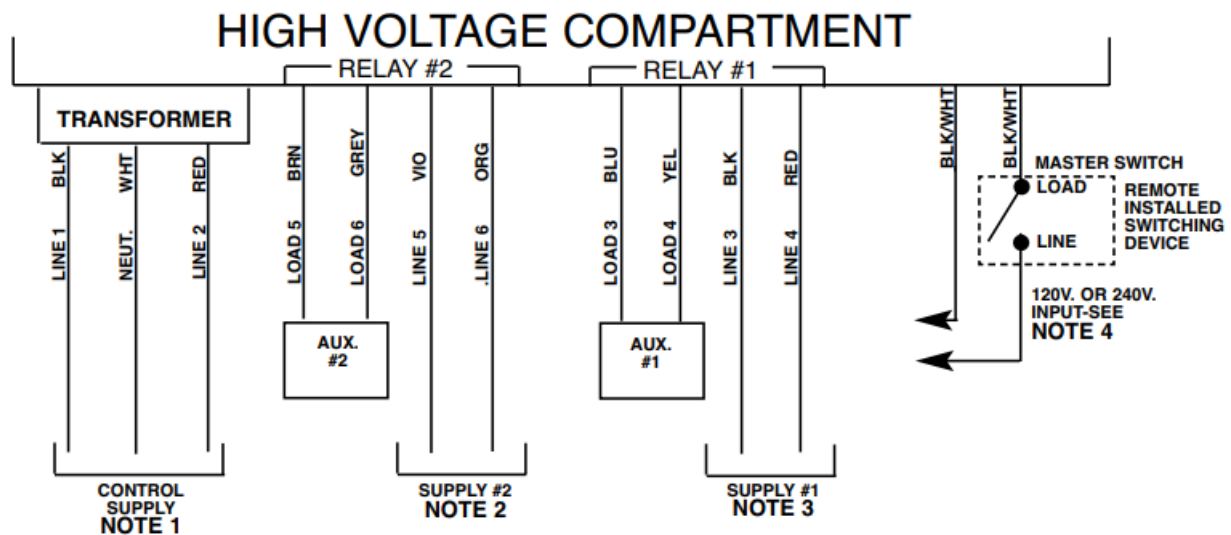 HIGH VOLTAGE COMPARTMENT
RELAY #2
RELAY #1
TRANSFORMER
BLK
WHT
RED
BRN
GREY
VIO
ORG
BLU
YEL
BLK
RED
BLK/WHT
BLK/WHT
LINE 1
NEUT.
LINE 2
LOAD 5
LOAD 6
LINE 5
.LINE 6
LOAD 3
LOAD 4
LINE 3
LINE 4
MASTER SWITCH
LOAD
LINE
REMOTE
INSTALLED
SWITCHING
DEVICE
120V. OR 240V.
INPUT-SEE
NOTE 4
AUX.
#2
AUX.
#1
CONTROL
SUPPLY
NOTE 1
SUPPLY #2
NOTE 2
SUPPLY #1
NOTE 3